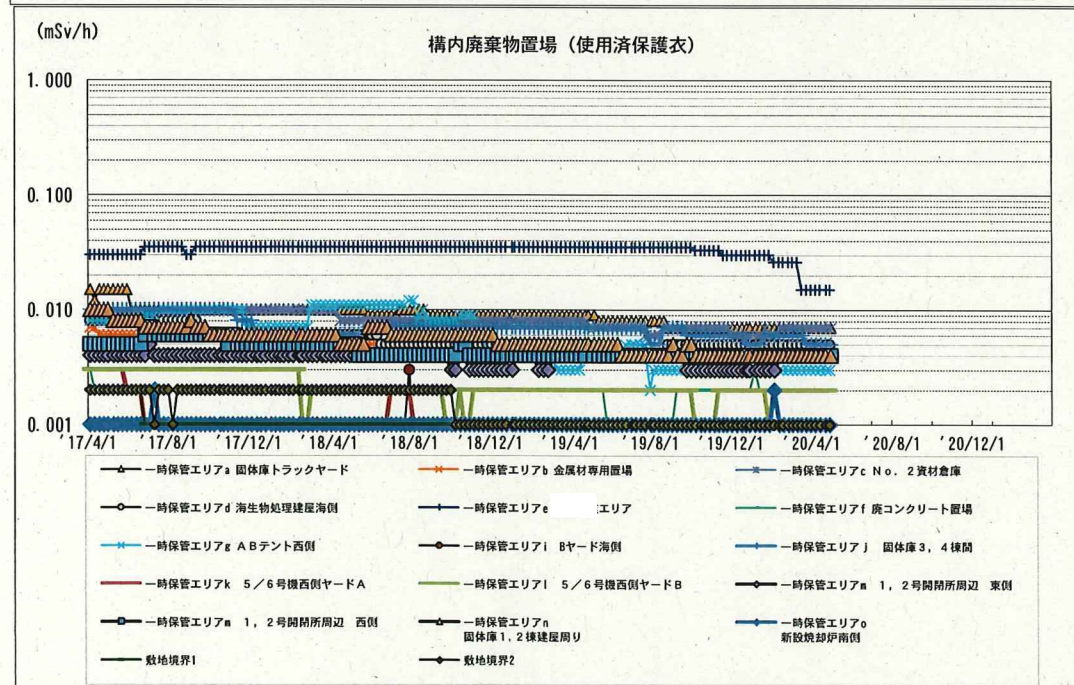 (mSv/h)
構内廃棄物置場（使用済保護衣）
1.000
0.100
0.010
0.001
'17/4/1 '17/8/1 '17/12/1 '18/4/1 '18/8/1 '18/12/1 '19/4/1 '19/8/1 '19/12/1 '20/4/1 '20/8/1 '20/12/1
一時保管エリアa 固体庫トラックヤード 一時保管エリアb 金属材専用置場 一時保管エリアc No. 2資材倉庫
一時保管エリアd 海生物処理建屋海側 一時保管エリアe エリア 一時保管エリアf 廃コンクリート置場
一時保管エリアg ABテント西側 一時保管エリアi Bヤード海側 一時保管エリアj 固体庫3, 4棟間
一時保管エリアk 5／6号機西側ヤードA 一時保管エリアl 5／6号機西側ヤードB 一時保管エリアm 1, 2号開閉所周辺 東側
一時保管エリアm 1, 2号開閉所周辺 西側 一時保管エリアn 一時保管エリアo
固体庫1, 2棟建屋周り 新設焼却炉南側
敷地境界1 敷地境界2